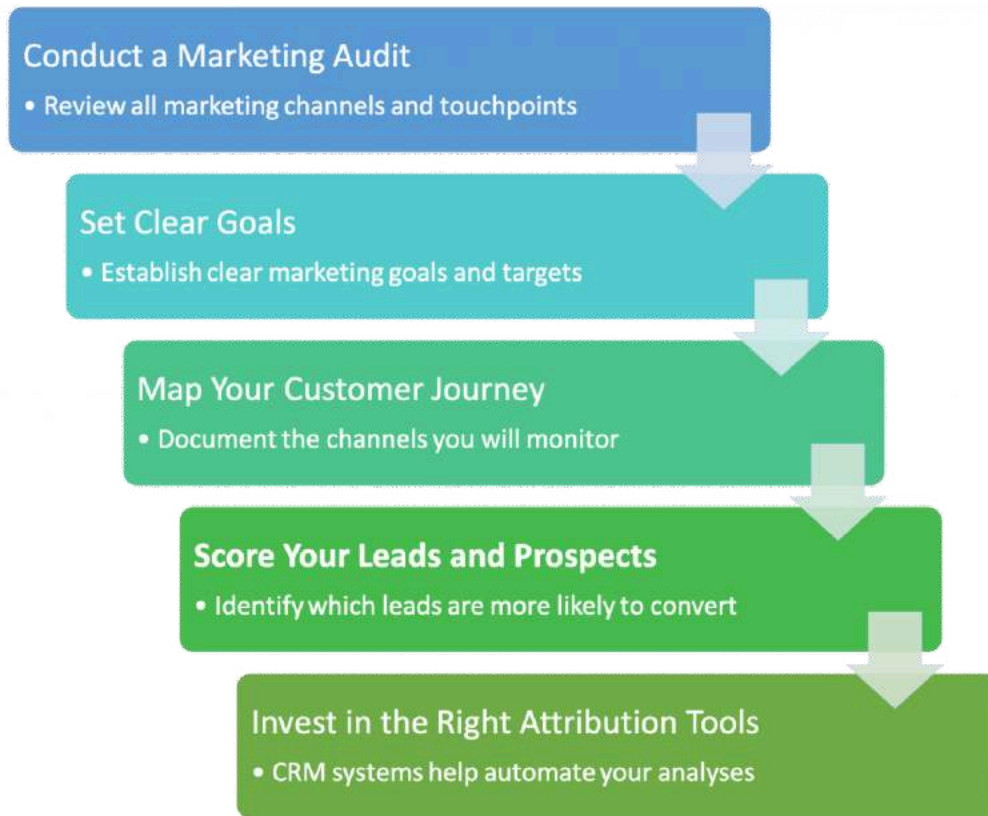 Conduct a Marketing Audit
• Review all marketing channels and touchpoints
Set Clear Goals
• Establish clear marketing goals and targets
Map Your Customer Journey
• Document the channels you will monitor
Score Your Leads and Prospects
• Identify which leads are more likely to convert
Invest in the Right Attribution Tools
• CRM systems help automate your analyses